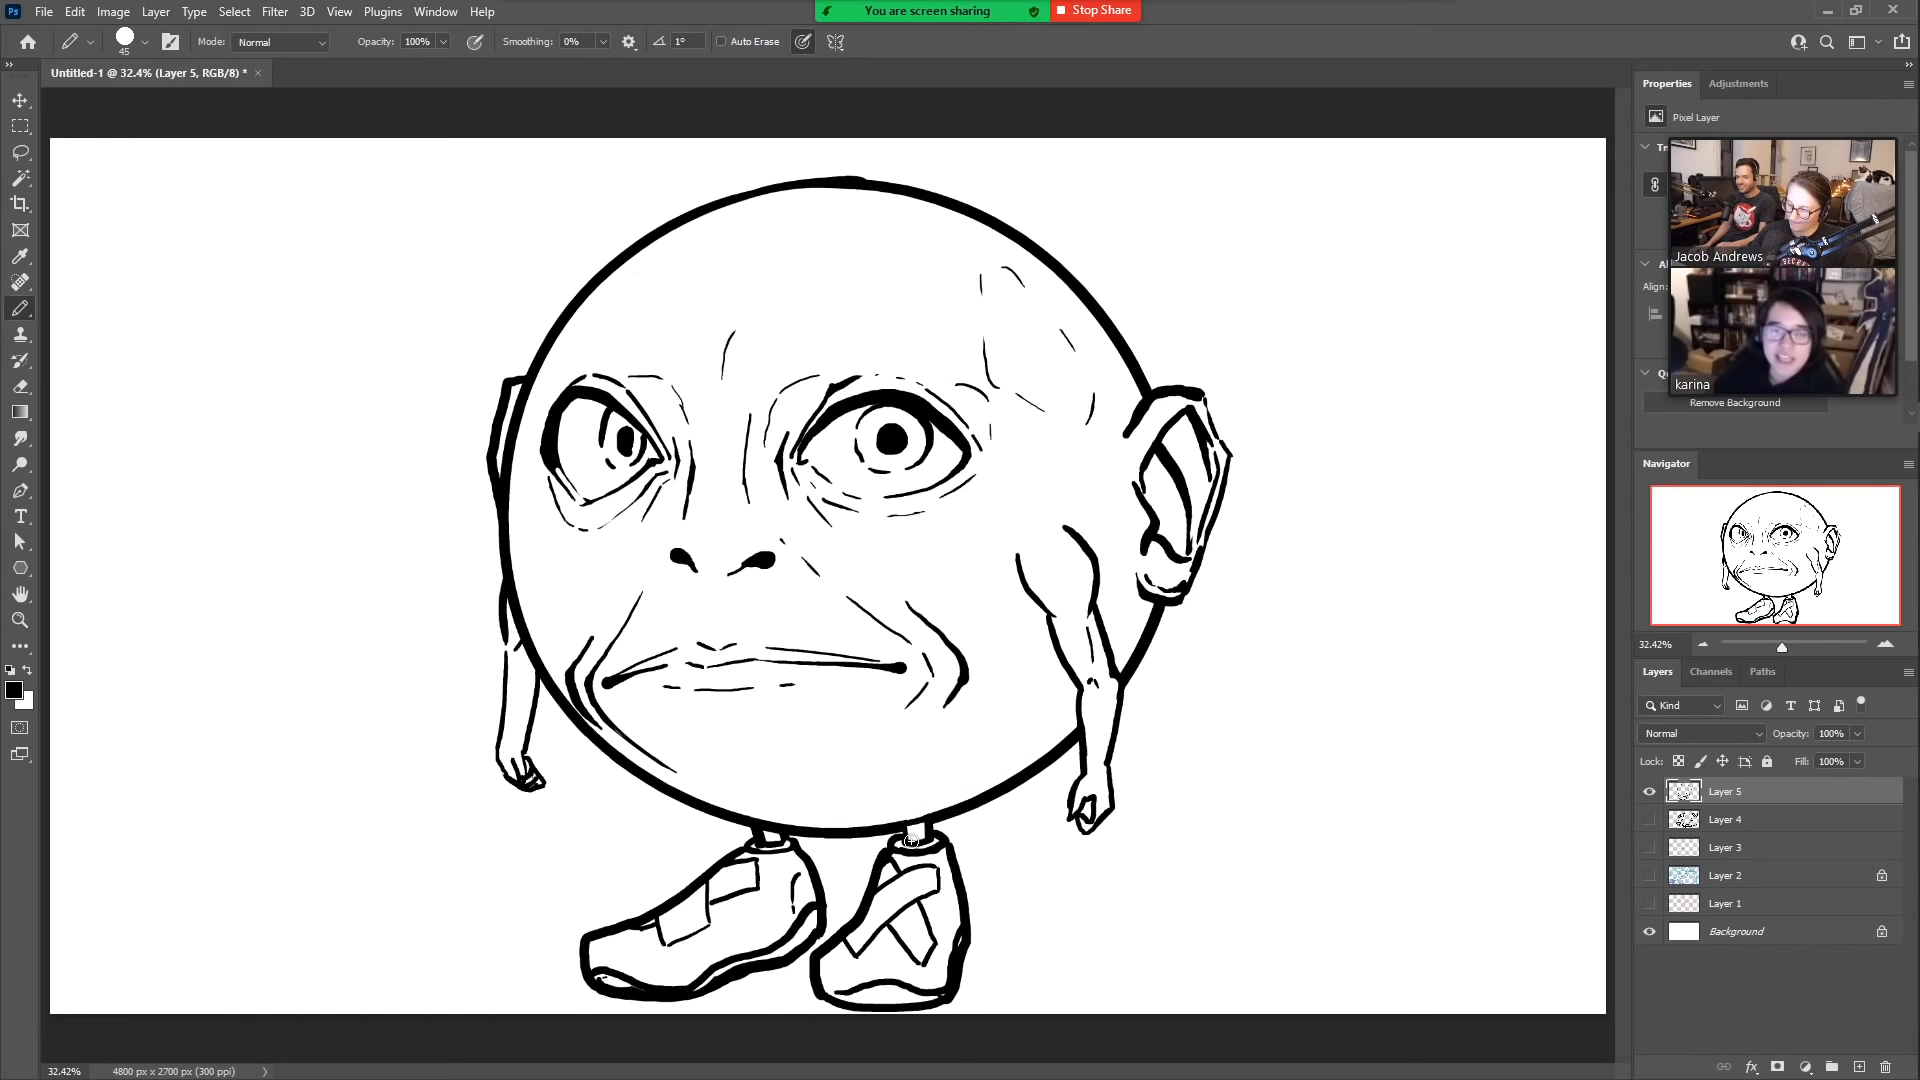 Ps File Edit Image Layer Type Select Filter 3D View Plugins Window Help
You are screen sharing Stop Share
45 Mode: Normal Opacity: 100% Smoothing: 0% 1° Auto Erase
Untitled-1 @ 32.4% (Layer 5, RGB/8) *
Properties Adjustments
Pixel Layer
Tr
Jacob Andrews
Al
Align:
karina
Qu
Remove Background
Navigator
32.42%
Layers Channels Paths
Kind
Normal Opacity: 100%
Lock: Fill: 100%
Layer 5
Layer 4
Layer 3
Layer 2
Layer 1
Background
32.42% 4800 px x 2700 px (300 ppi)